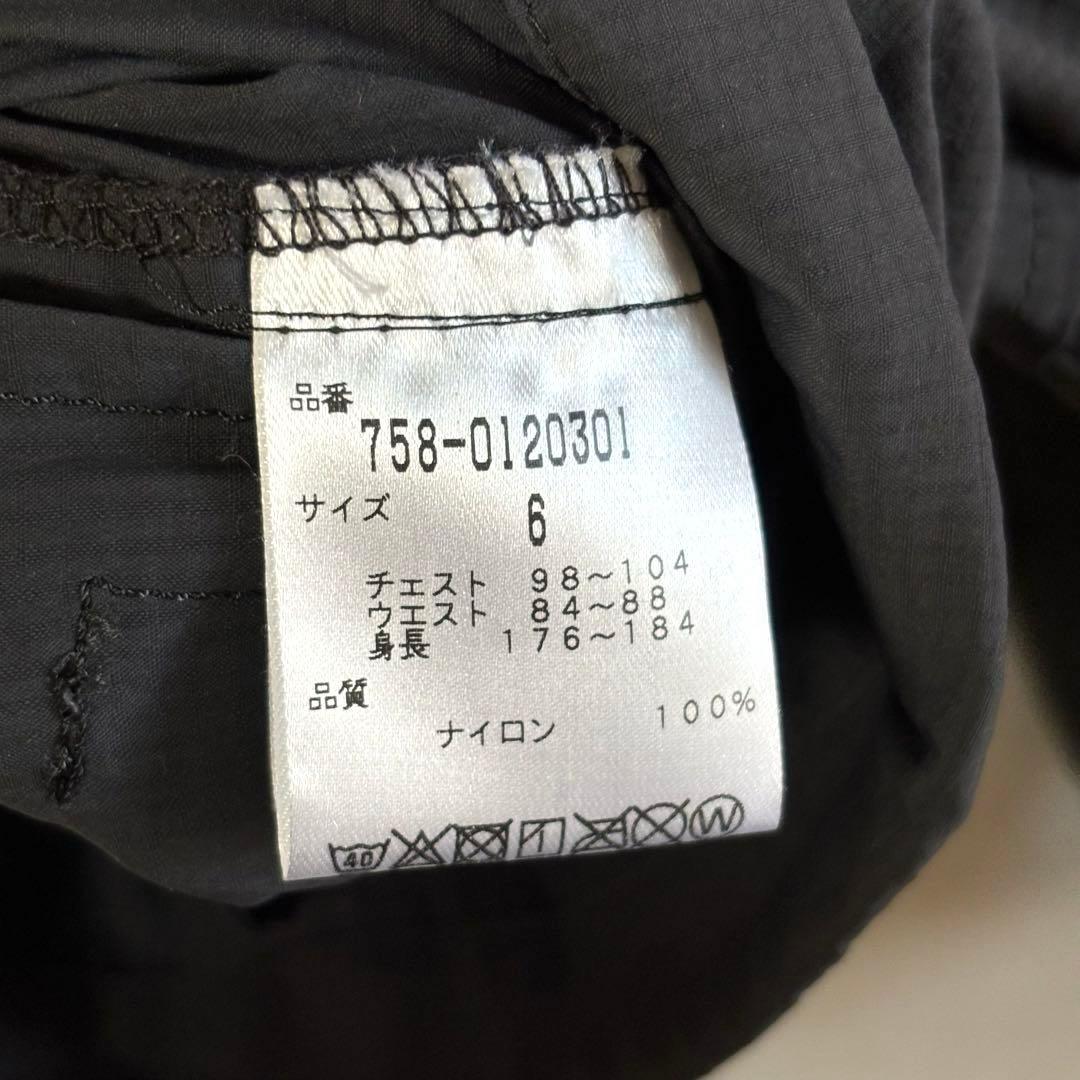 品番
758-0120301
サイズ 6
チェスト 98～104
ウエスト 84～88
身長 176～184
品質
ナイロン 100%
40 W